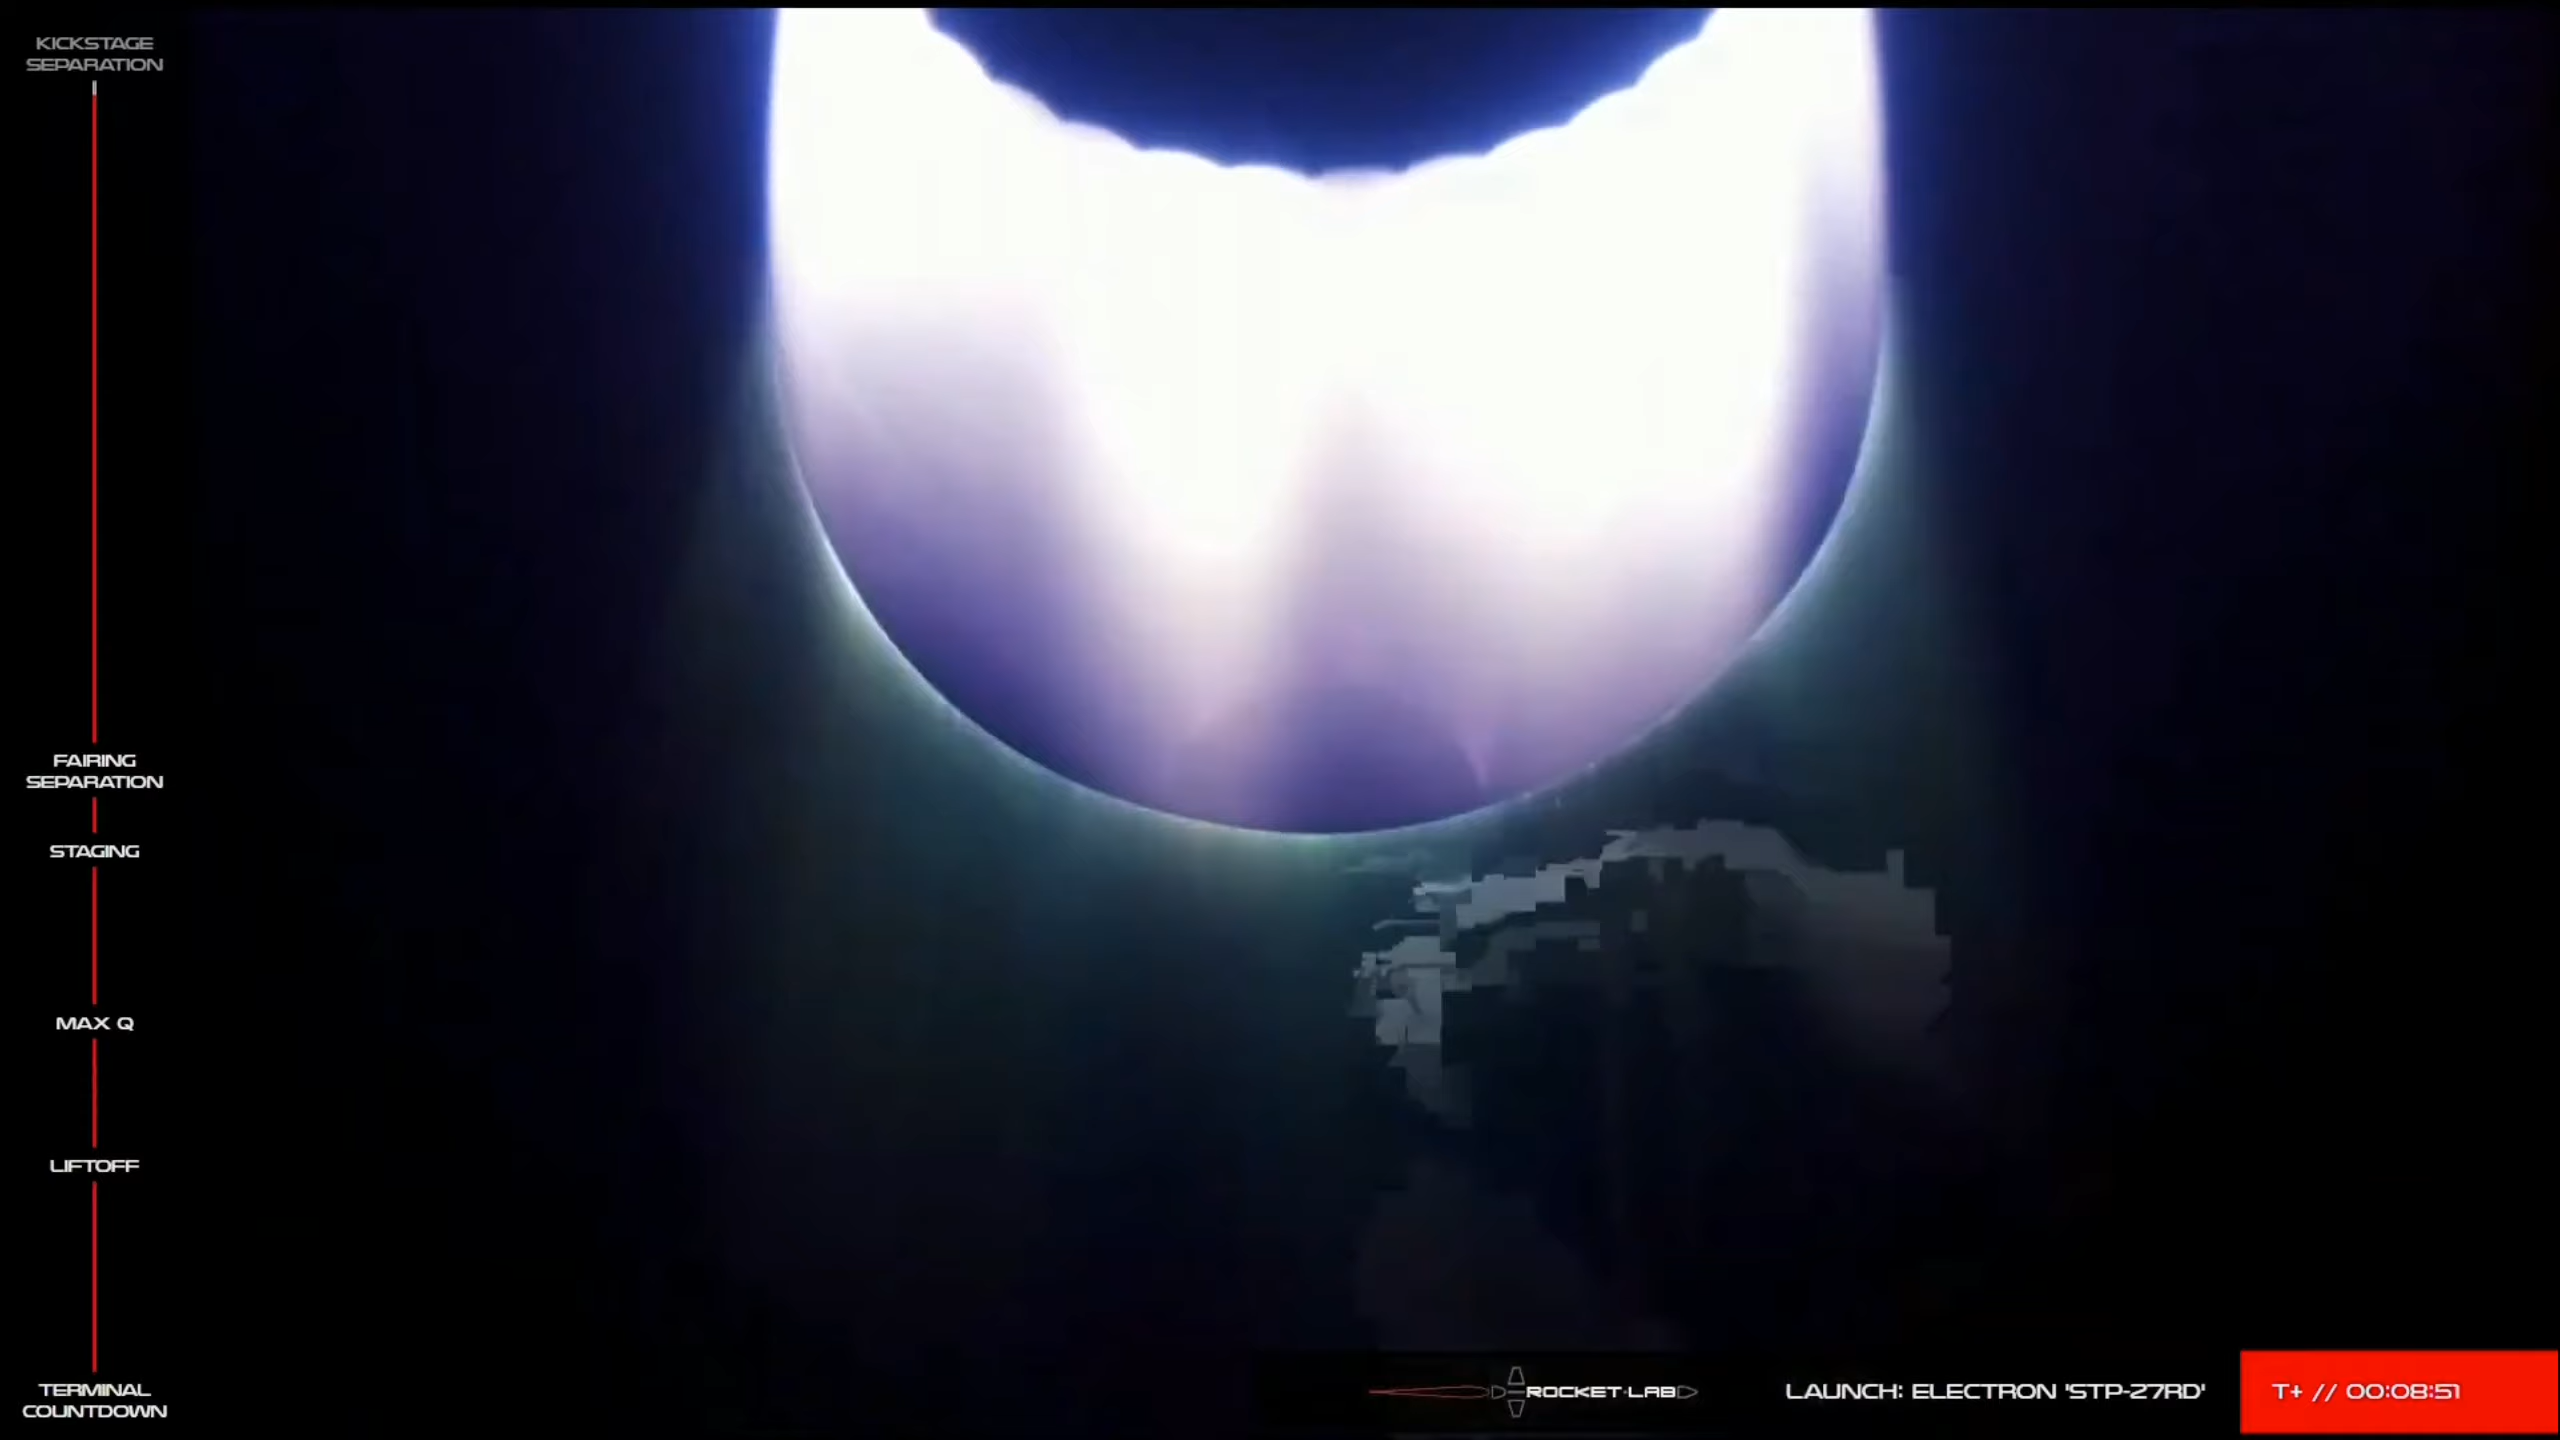 KICKSTAGE
SEPARATION
FAIRING
SEPARATION
STAGING
MAX Q
LIFTOFF
TERMINAL
COUNTDOWN
ROCKET LAB
LAUNCH: ELECTRON 'STP-27RD'
T+ // 00:08:51